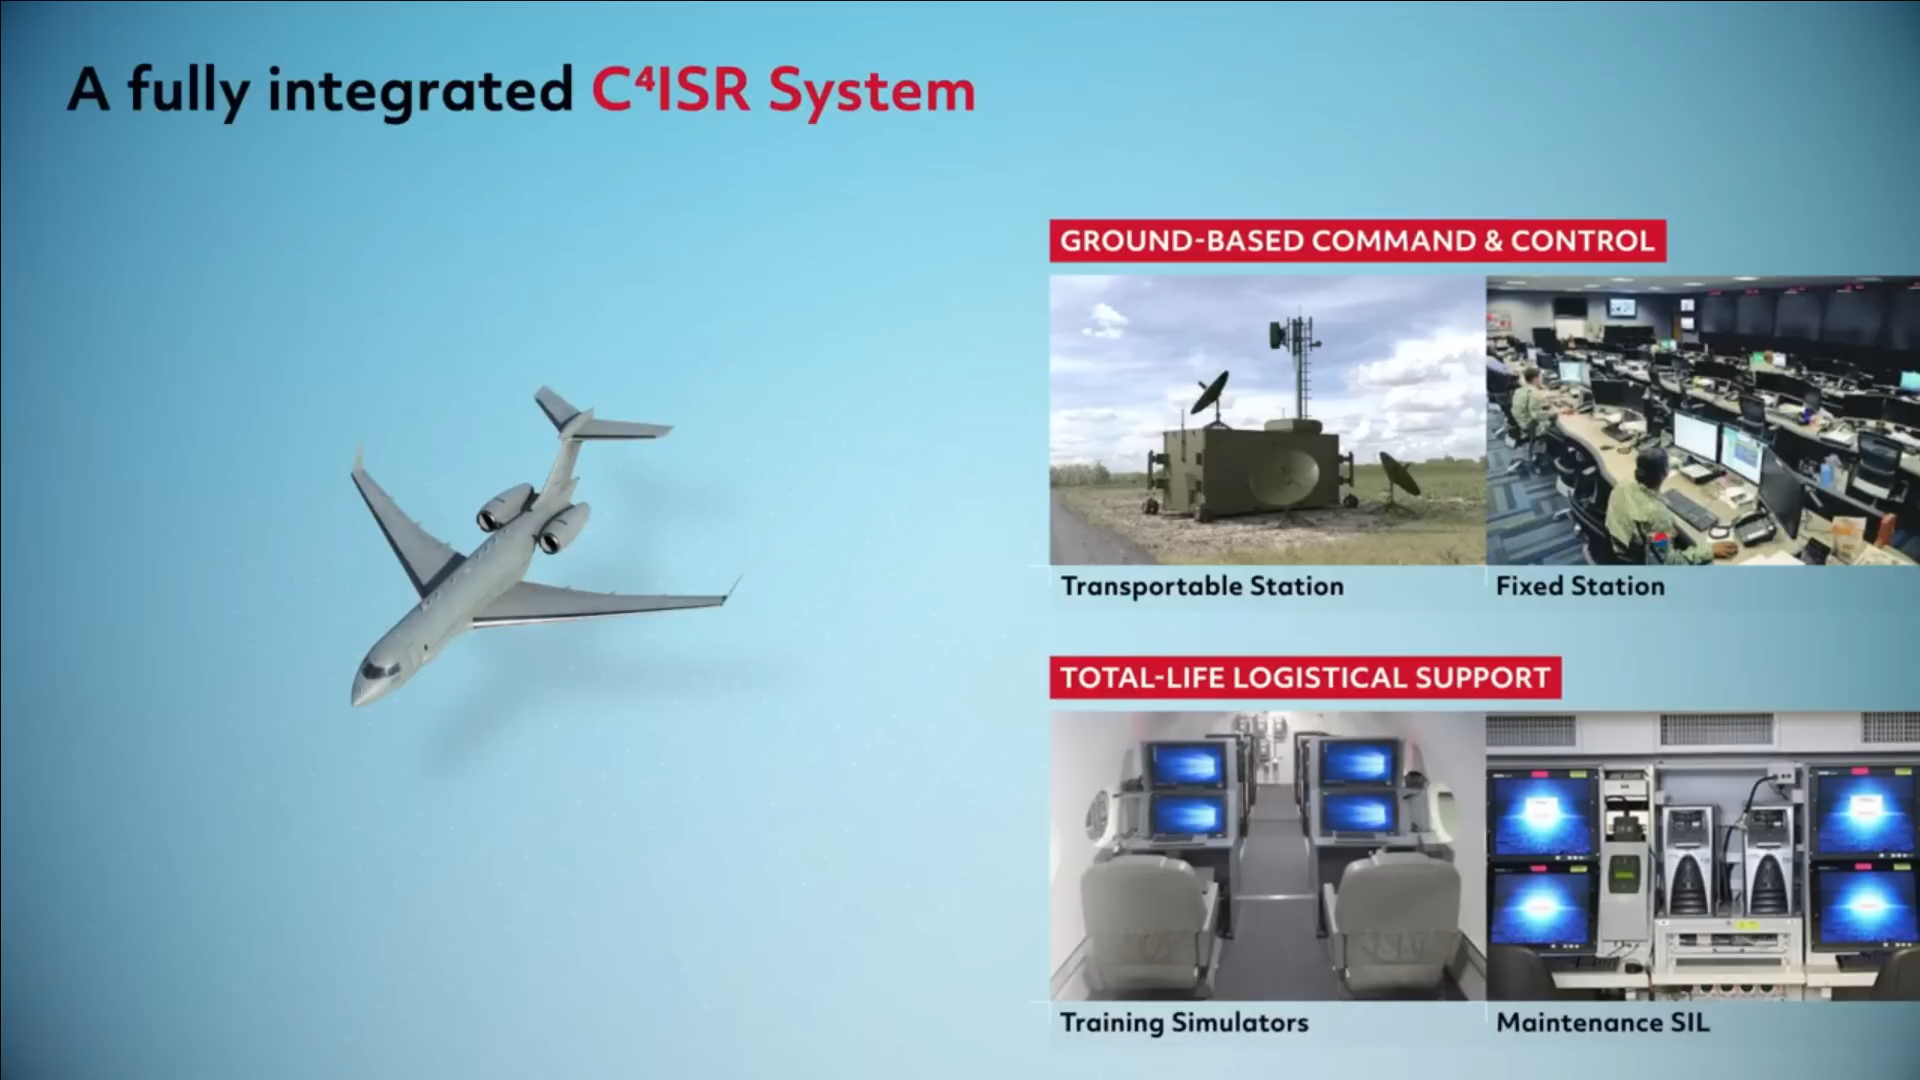 A fully integrated C⁴ISR System
GROUND-BASED COMMAND & CONTROL
Transportable Station
Fixed Station
TOTAL-LIFE LOGISTICAL SUPPORT
Training Simulators
Maintenance SIL